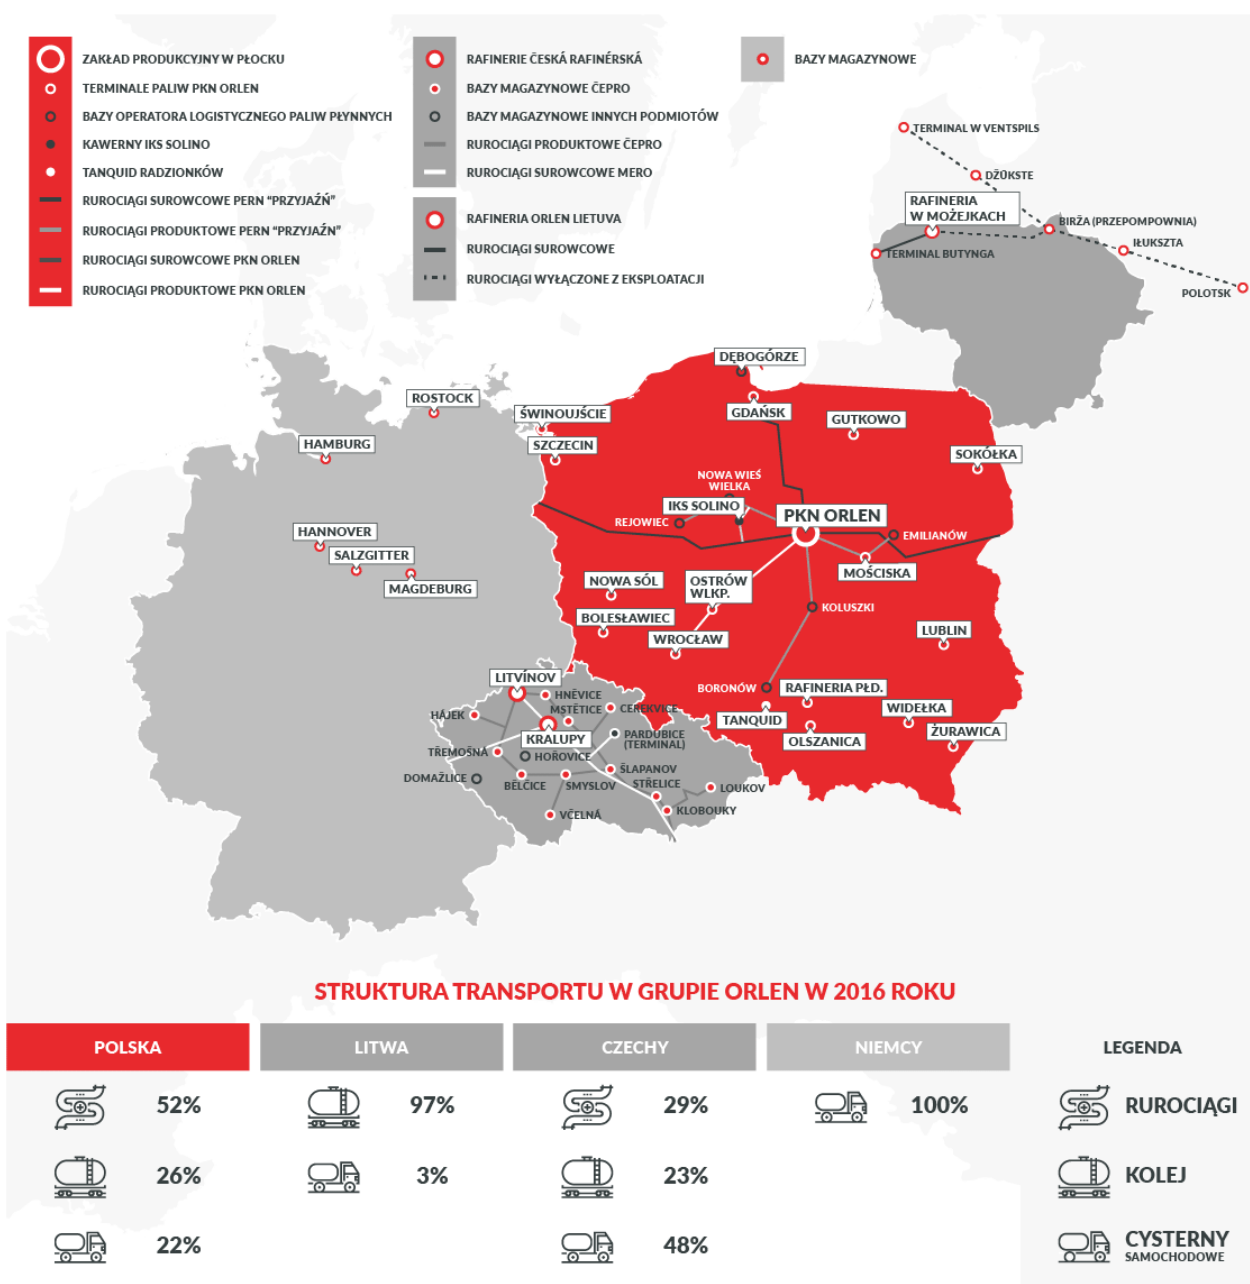 ZAKŁAD PRODUKCYJNY W PŁOCKU
TERMINALE PALIW PKN ORLEN
BAZY OPERATORA LOGISTYCZNEGO PALIW PŁYNNYCH
KAWERNY IKS SOLINO
TANQUID RADZIONKÓW
RUROCIĄGI SUROWCOWE PERN “PRZYJAŹŃ”
RUROCIĄGI PRODUKTOWE PERN “PRZYJAŹN”
RUROCIĄGI SUROWCOWE PKN ORLEN
RUROCIĄGI PRODUKTOWE PKN ORLEN
RAFINERIE ČESKÁ RAFINÉRSKÁ
BAZY MAGAZYNOWE ČEPRO
BAZY MAGAZYNOWE INNYCH PODMIOTÓW
RUROCIĄGI PRODUKTOWE ČEPRO
RUROCIĄGI SUROWCOWE MERO
RAFINERIA ORLEN LIETUVA
RUROCIĄGI SUROWCOWE
RUROCIĄGI WYŁĄCZONE Z EKSPLOATACJI
BAZY MAGAZYNOWE
TERMINAL W VENTSPILS
DŽŪKSTE
RAFINERIA
W MOŻEJKACH
BIRŽA (PRZEPOMPOWNIA)
IŁUKSZTA
TERMINAL BUTYNGA
POLOTSK
DĘBOGÓRZE
ROSTOCK
ŚWINOUJŚCIE
GDAŃSK
GUTKOWO
HAMBURG
SZCZECIN
SOKÓŁKA
NOWA WIEŚ
WIELKA
IKS SOLINO
REJOWIEC
PKN ORLEN
EMILIANÓW
HANNOVER
SALZGITTER
MAGDEBURG
MOŚCISKA
NOWA SÓL
OSTRÓW
WLKP.
KOLUSZKI
BOLESŁAWIEC
WROCŁAW
LUBLIN
LITVÍNOV
BORONÓW
RAFINERIA PŁD.
HNĚVICE
MSTĚTICE
CEREKVICE
HÁJEK
TANQUID
WIDEŁKA
KRALUPY
PARDUBICE
(TERMINAL)
OLSZANICA
ŻURAWICA
TŘEMOŠNÁ
HOŘOVICE
DOMAŽLICE
BĚLČICE
SMYSLOV
ŠLAPANOV
STŘELICE
LOUKOV
VČELNÁ
KLOBOUKY
STRUKTURA TRANSPORTU W GRUPIE ORLEN W 2016 ROKU
POLSKA
LITWA
CZECHY
NIEMCY
LEGENDA
52%
97%
29%
100%
RUROCIĄGI
26%
3%
23%
KOLEJ
22%
48%
CYSTERNY
SAMOCHODOWE